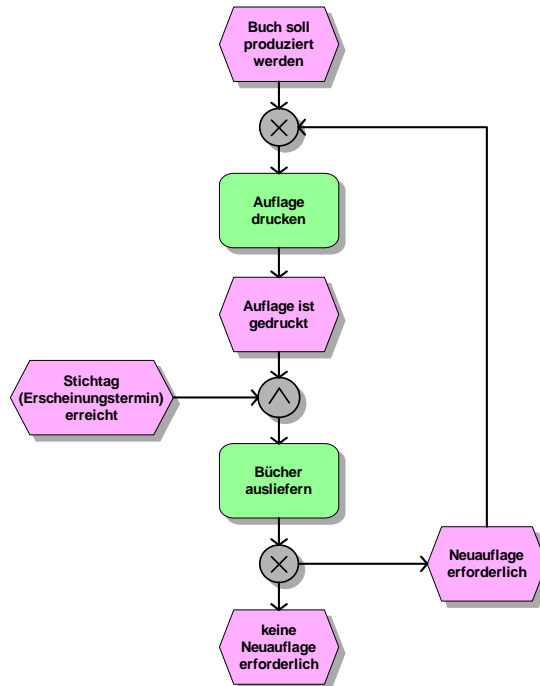 Buch soll
produziert
werden
Auflage
drucken
Auflage ist
gedruckt
Stichtag
(Erscheinungstermin)
erreicht
Bücher
ausliefern
Neuauflage
erforderlich
keine
Neuauflage
erforderlich